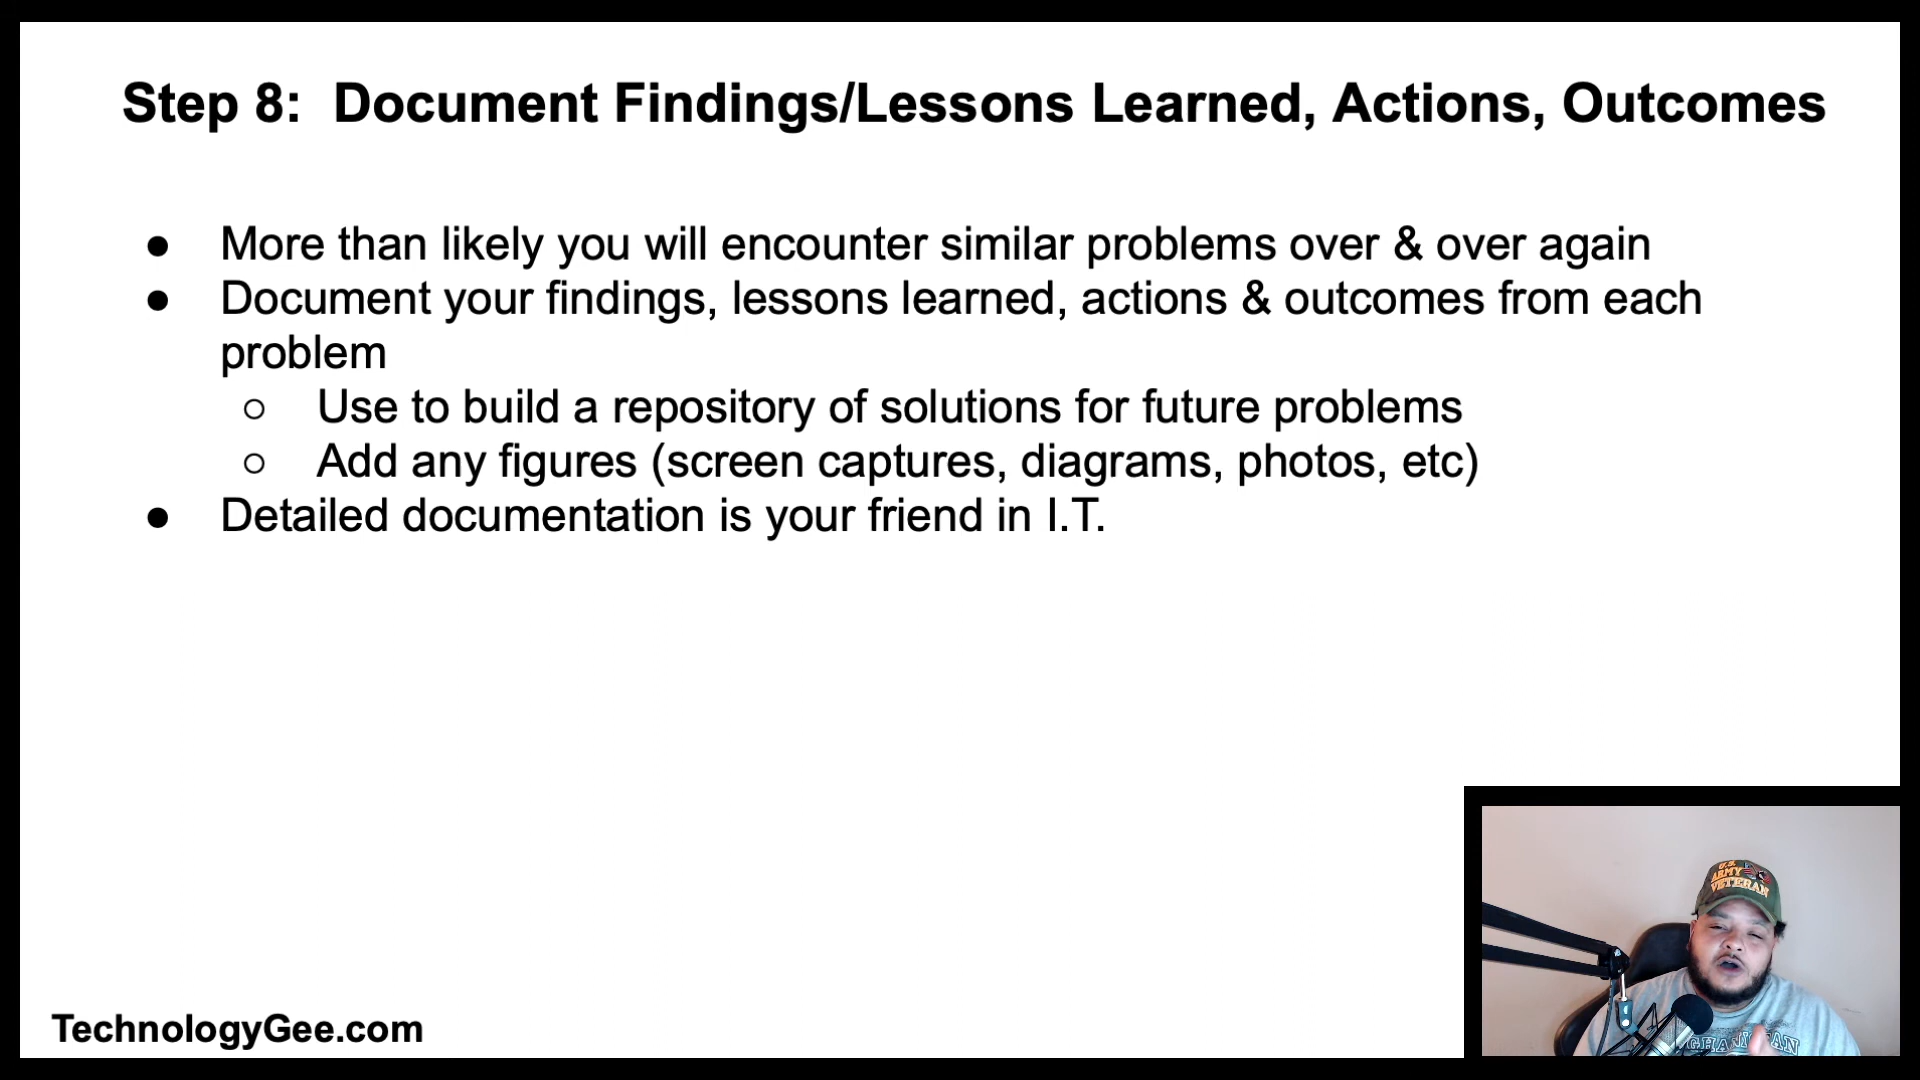 Step 8:  Document Findings/Lessons Learned, Actions, Outcomes
● More than likely you will encounter similar problems over & over again
● Document your findings, lessons learned, actions & outcomes from each
problem
○ Use to build a repository of solutions for future problems
○ Add any figures (screen captures, diagrams, photos, etc)
● Detailed documentation is your friend in I.T.
U.S.
ARMY
VETERAN
TechnologyGee.com